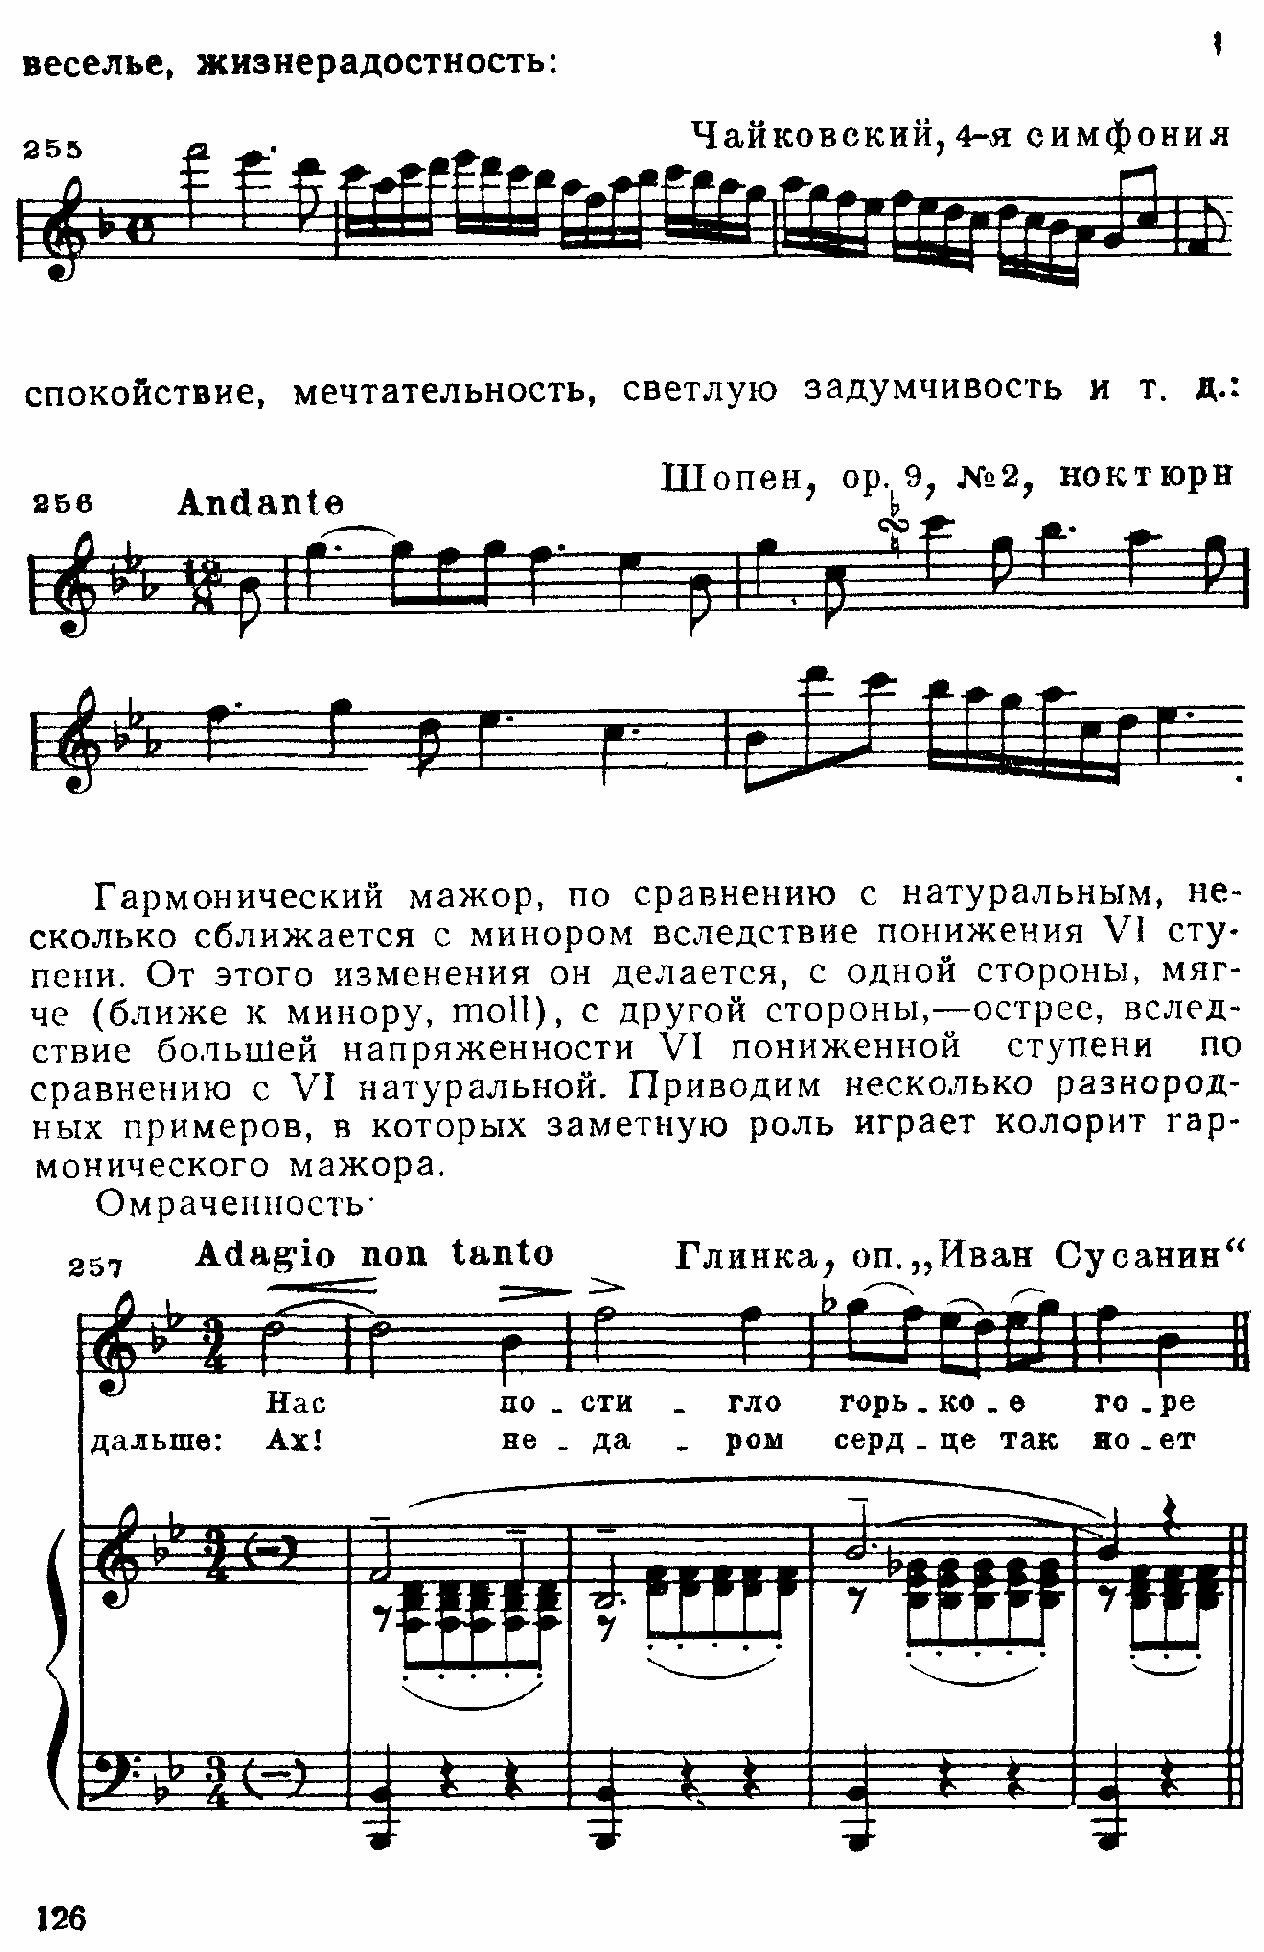 веселье, жизнерадостность:
Чайковский, 4-я симфония
255
спокойствие, мечтательность, светлую задумчивость и т. д.:
Шопен, ор. 9, №2, ноктюрн
256 Andante
Гармонический мажор, по сравнению с натуральным, не-
сколько сближается с минором вследствие понижения VI сту-
пени. От этого изменения он делается, с одной стороны, мяг-
че (ближе к минору, moll), с другой стороны,—острее, вслед-
ствие большей напряженности VI пониженной ступени по
сравнению с VI натуральной. Приводим несколько разнород-
ных примеров, в которых заметную роль играет колорит гар-
монического мажора.
Омраченность
257 Adagio non tanto Глинка, оп. „Иван Сусанин“
Нас по - сти - гло горь - ко - е го - ре
дальше: Ах! не - да - ром серд - це так но - ет
126